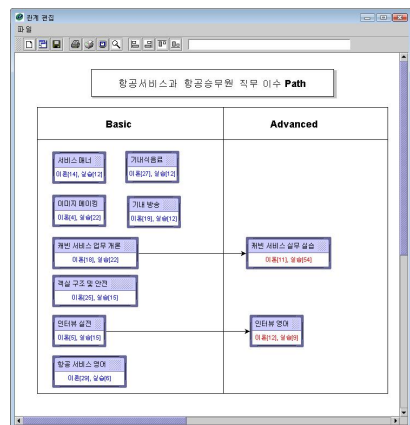 관계 편집
파일
항공서비스과 항공승무원 직무 이수 Path
Basic
Advanced
서비스 매너
이론[14], 실습[12]
기내식음료
이론[27], 실습[12]
이미지 메이킹
이론[4], 실습[22]
기내 방송
이론[19], 실습[12]
캐빈 서비스 업무 개론
이론[18], 실습[22]
캐빈 서비스 실무 실습
이론[11], 실습[54]
객실 구조 및 안전
이론[25], 실습[15]
인터뷰 실전
이론[5], 실습[15]
인터뷰 영어
이론[12], 실습[9]
항공 서비스 영어
이론[29], 실습[6]